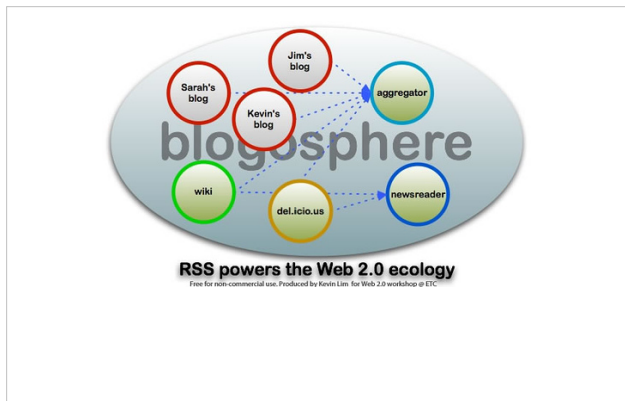 Jim's
blog
Sarah's
blog
aggregator
Kevin's
blog
blogosphere
wiki
del.icio.us
newsreader
RSS powers the Web 2.0 ecology
Free for non-commercial use. Produced by Kevin Lim for Web 2.0 workshop @ ETC